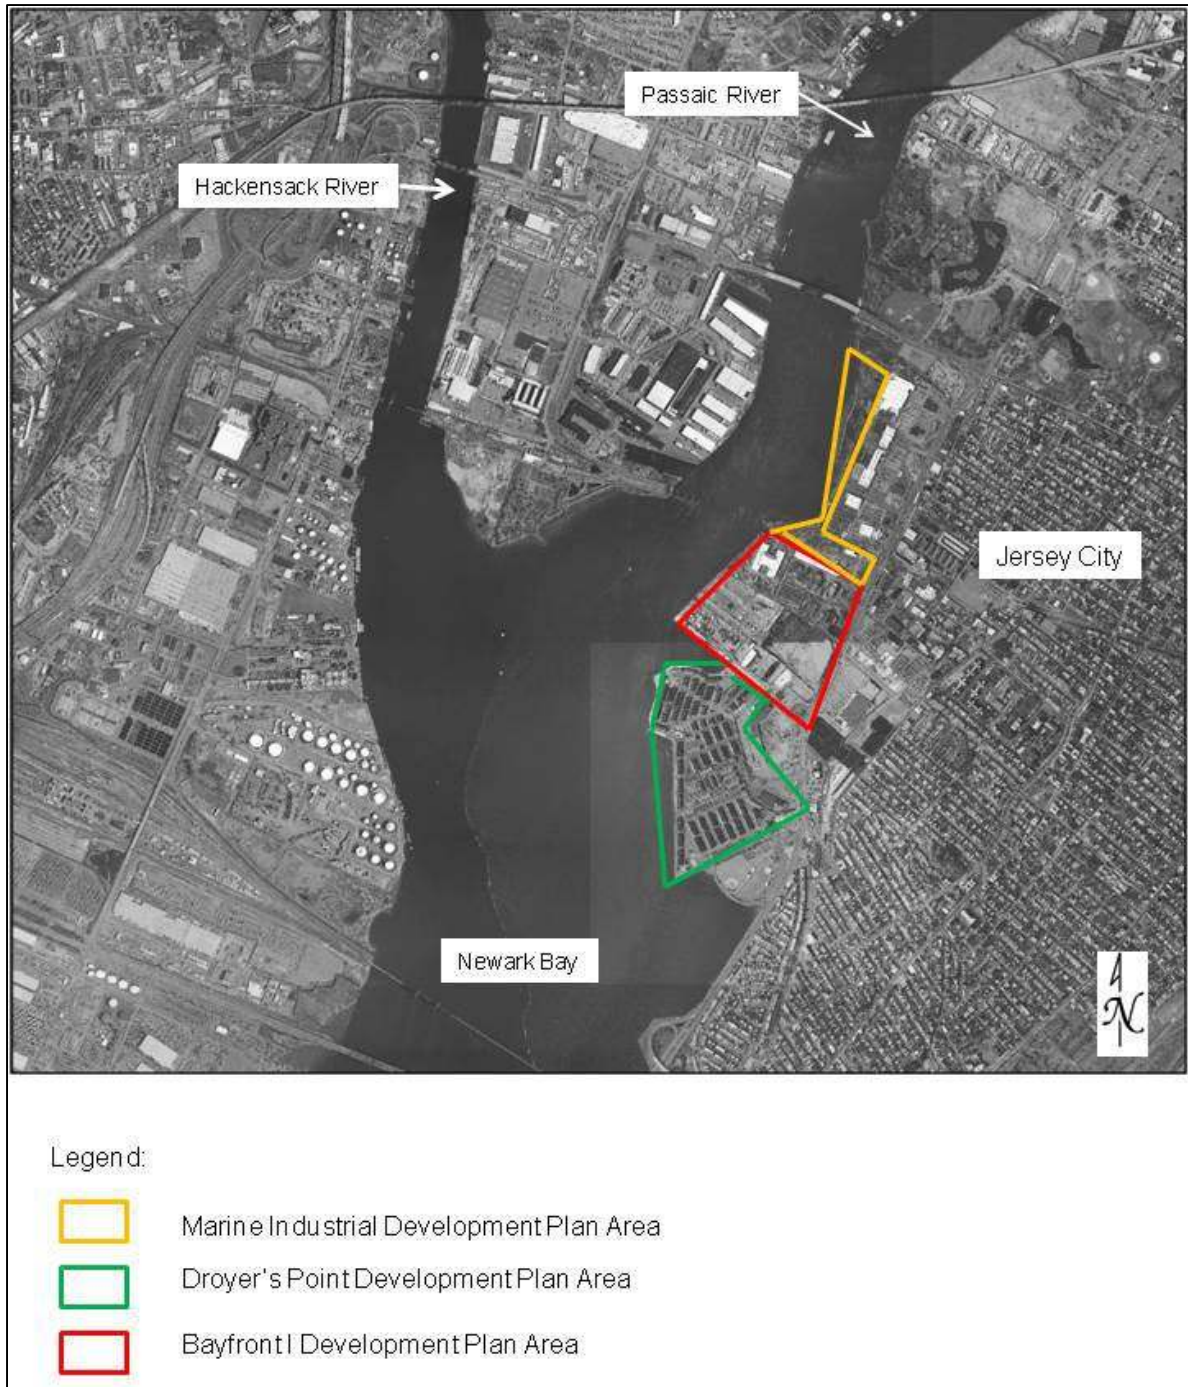 Passaic River
Hackensack River
Jersey City
Newark Bay
N
Legend:
Marine Industrial Development Plan Area
Droyer's Point Development Plan Area
Bayfront I Development Plan Area